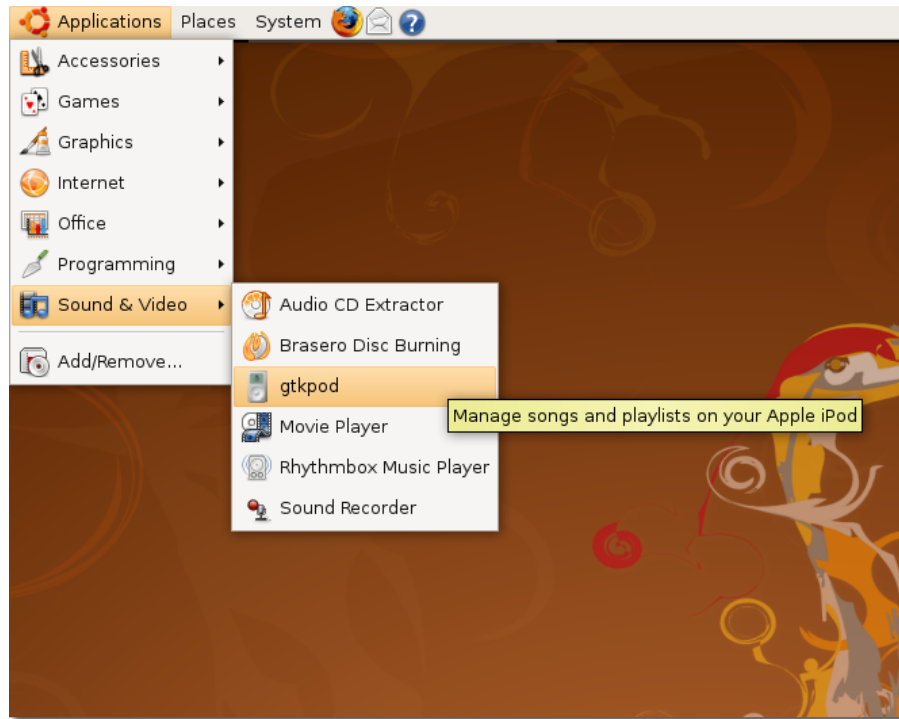 Applications Places System
Accessories
Games
Graphics
Internet
Office
Programming
Sound & Video
Add/Remove...
Audio CD Extractor
Brasero Disc Burning
gtkpod
Manage songs and playlists on your Apple iPod
Movie Player
Rhythmbox Music Player
Sound Recorder